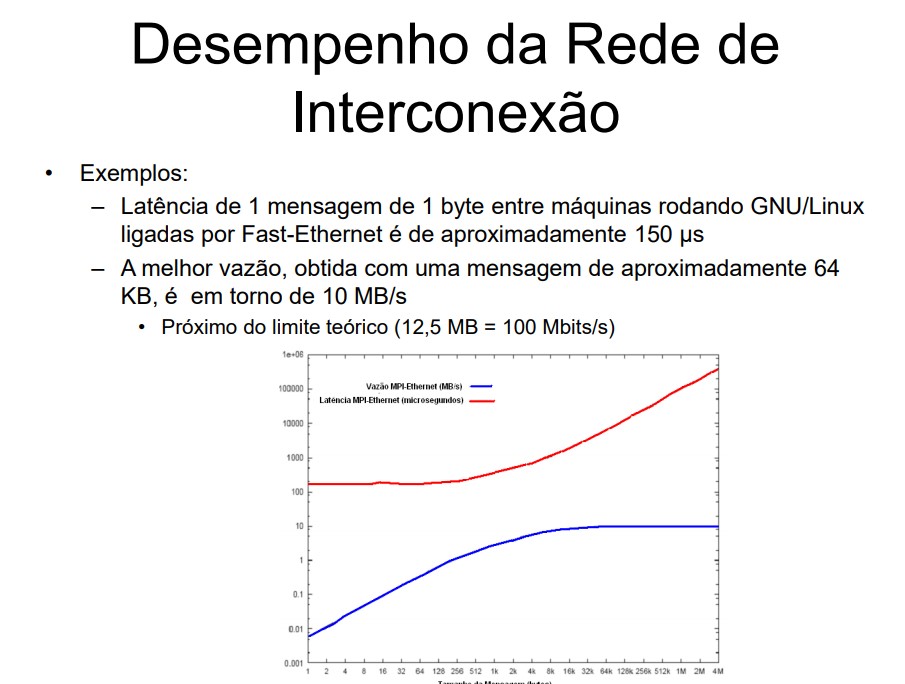 Desempenho da Rede de
Interconexão
• Exemplos:
– Latência de 1 mensagem de 1 byte entre máquinas rodando GNU/Linux
ligadas por Fast-Ethernet é de aproximadamente 150 µs
– A melhor vazão, obtida com uma mensagem de aproximadamente 64
KB, é em torno de 10 MB/s
• Próximo do limite teórico (12,5 MB = 100 Mbits/s)
1e+06
100000
10000
1000
100
10
1
0.1
0.01
0.001
Vazão MPI-Ethernet (MB/s)
Latência MPI-Ethernet (microsegundos)
1 2 4 8 16 32 64 128 256 512 1k 2k 4k 8k 16k 32k 64k 128k 256k 512k 1M 2M 4M
Tamanho da Mensagem (bytes)